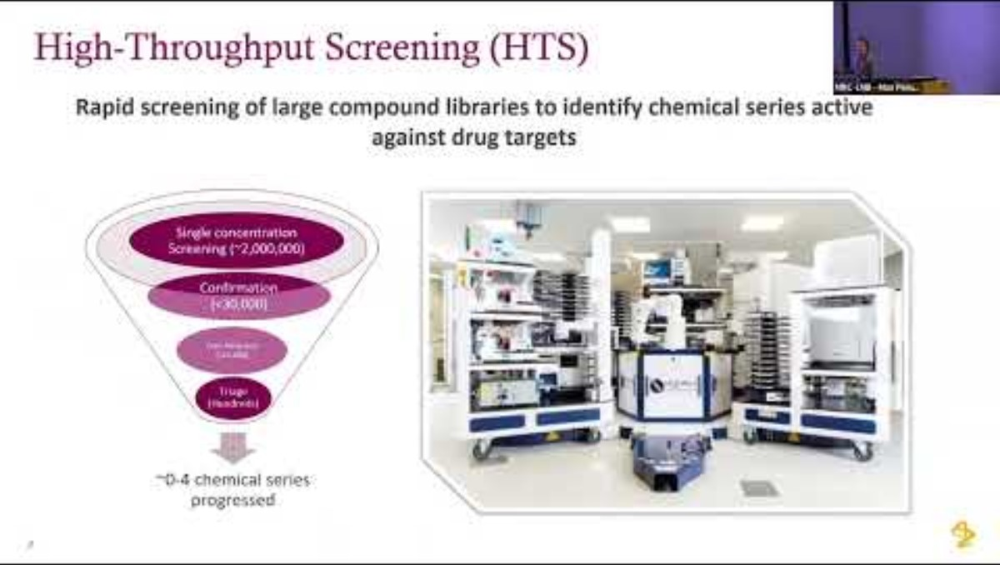 High-Throughput Screening (HTS)
Rapid screening of large compound libraries to identify chemical series active
against drug targets
Single concentration
Screening (~2,000,000)
Confirmation
(<30,000)
Triage
(Hundreds)
~0-4 chemical series
progressed